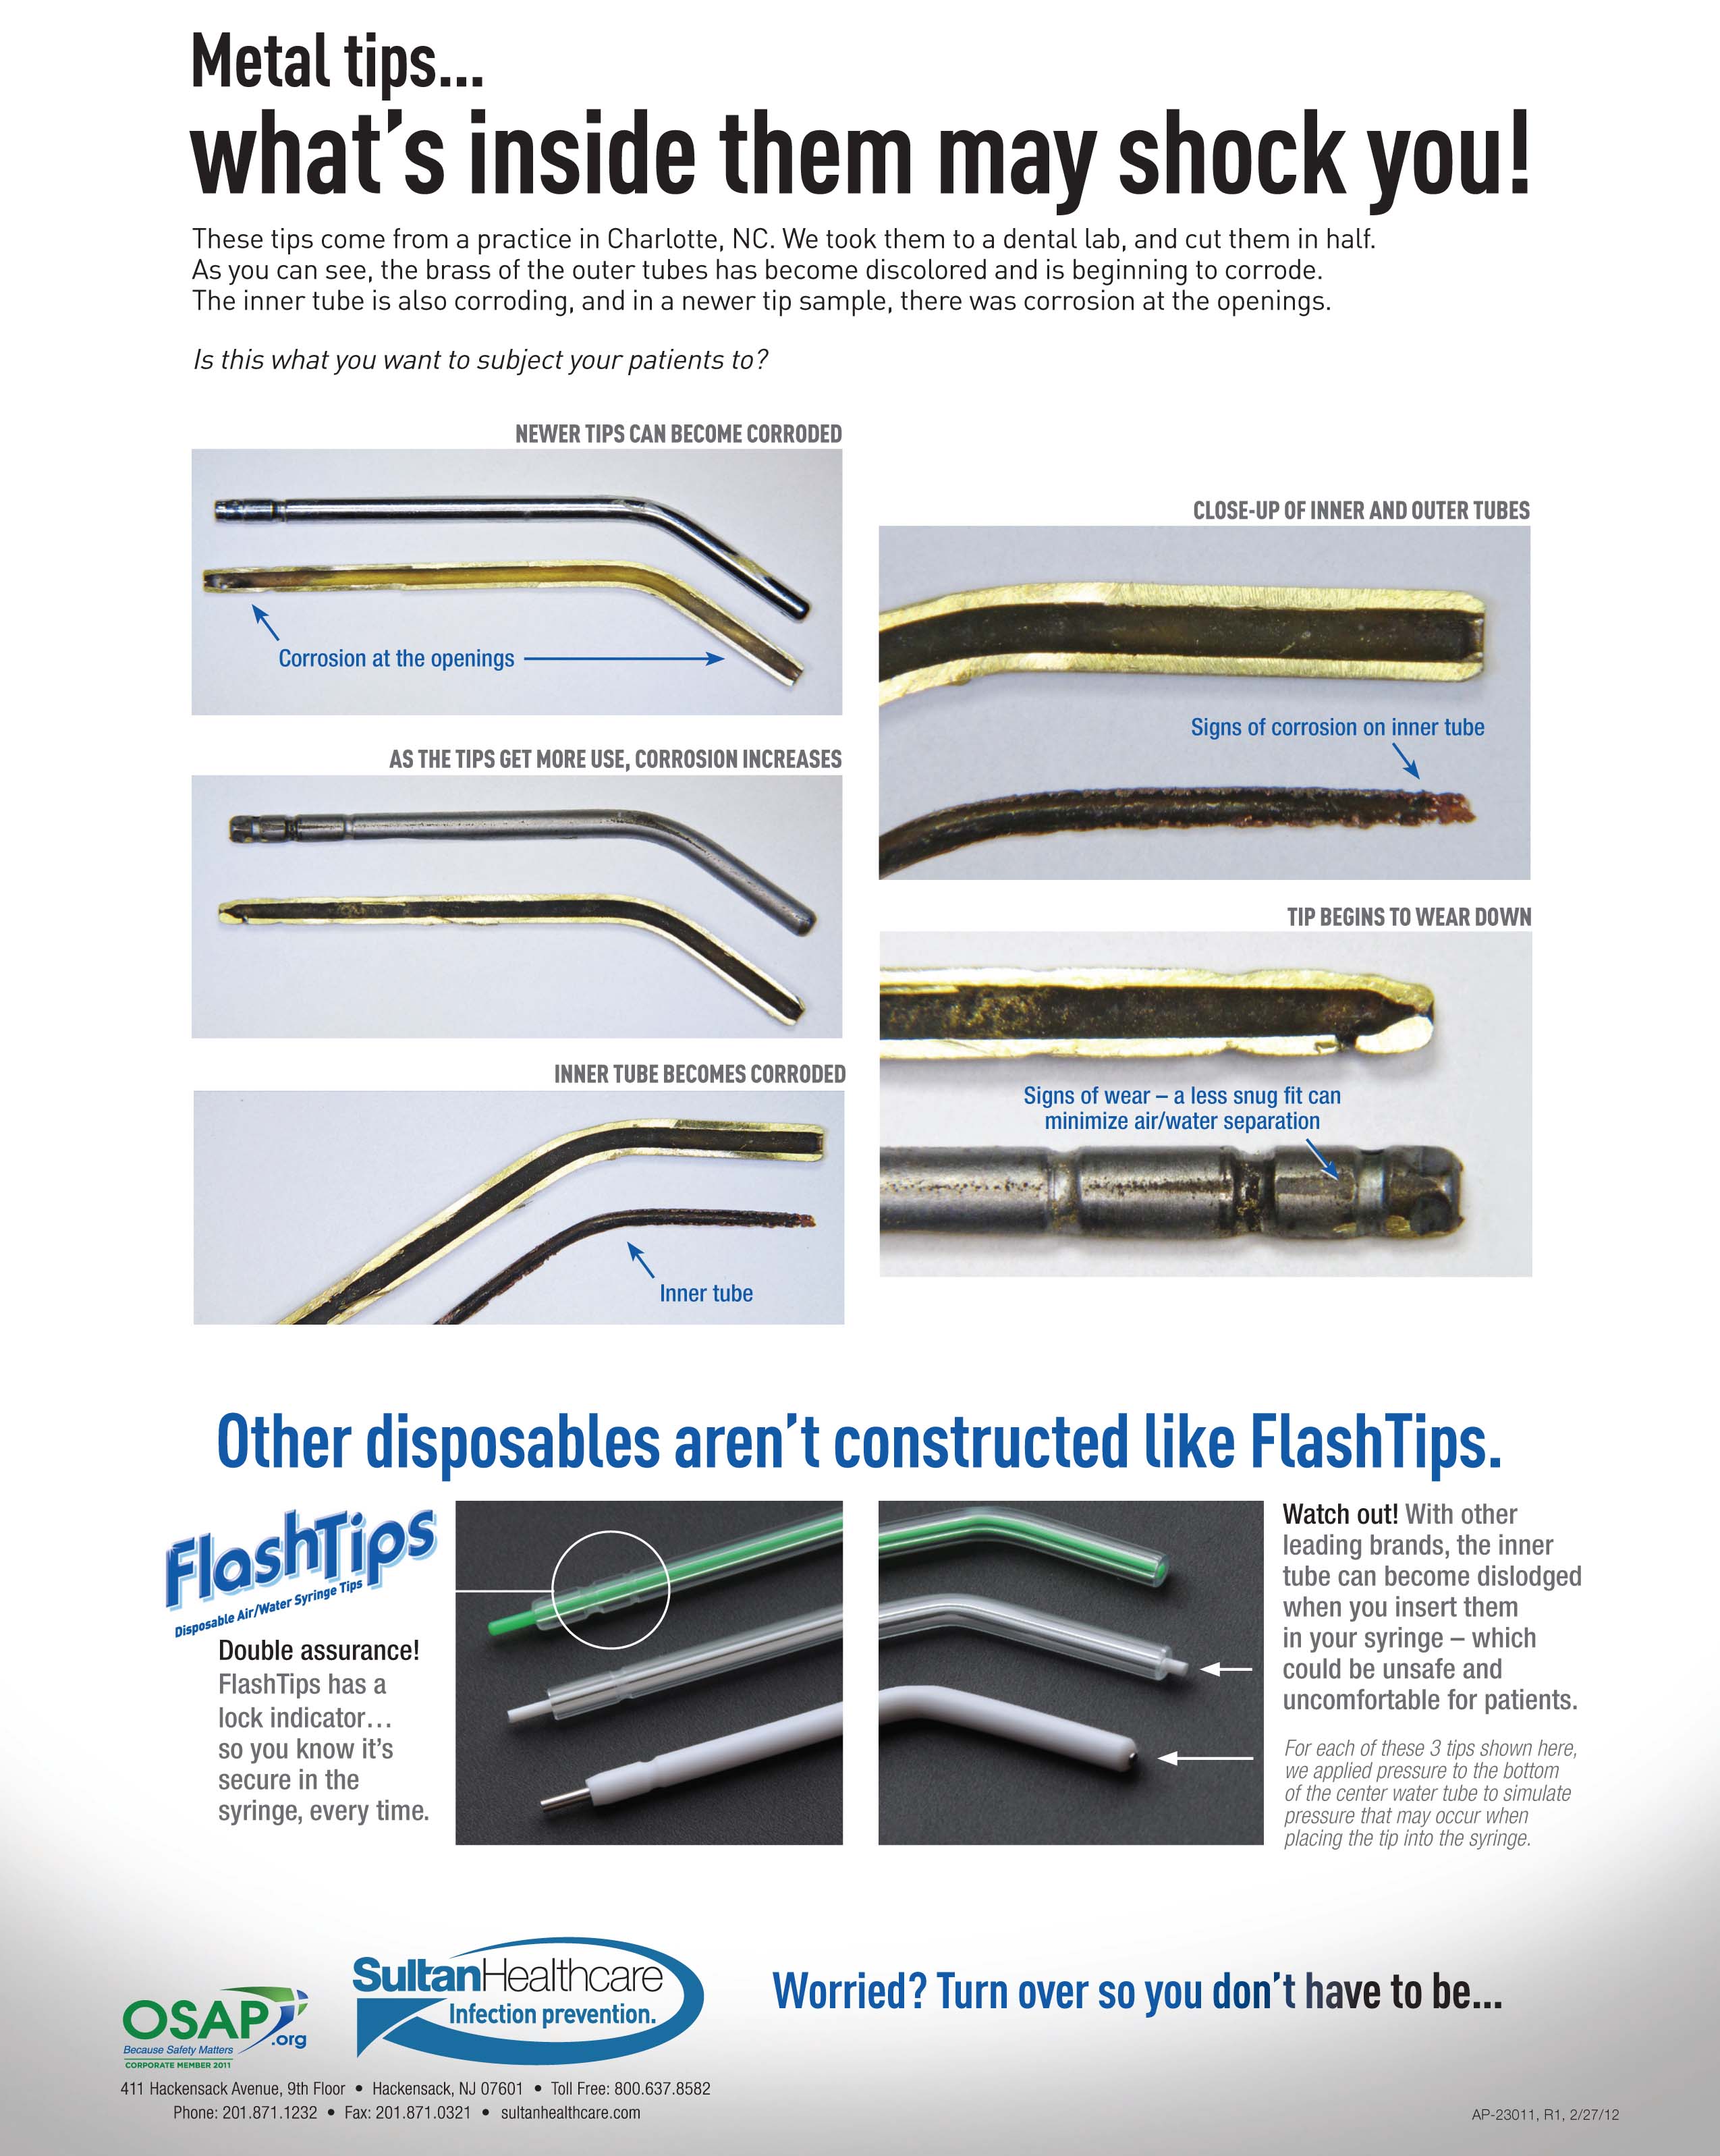 Metal tips...
what's inside them may shock you!
These tips come from a practice in Charlotte, NC. We took them to a dental lab, and cut them in half.
As you can see, the brass of the outer tubes has become discolored and is beginning to corrode.
The inner tube is also corroding, and in a newer tip sample, there was corrosion at the openings.
Is this what you want to subject your patients to?
NEWER TIPS CAN BECOME CORRODED
Corrosion at the openings
AS THE TIPS GET MORE USE, CORROSION INCREASES
INNER TUBE BECOMES CORRODED
Inner tube
CLOSE-UP OF INNER AND OUTER TUBES
Signs of corrosion on inner tube
TIP BEGINS TO WEAR DOWN
Signs of wear – a less snug fit can
minimize air/water separation
Other disposables aren't constructed like FlashTips.
FlashTips
Disposable Air/Water Syringe Tips
Double assurance!
FlashTips has a
lock indicator...
so you know it's
secure in the
syringe, every time.
Watch out! With other
leading brands, the inner
tube can become dislodged
when you insert them
in your syringe – which
could be unsafe and
uncomfortable for patients.
For each of these 3 tips shown here,
we applied pressure to the bottom
of the center water tube to simulate
pressure that may occur when
placing the tip into the syringe.
OSAP.org
Because Safety Matters
CORPORATE MEMBER 2011
SultanHealthcare
Infection prevention.
Worried? Turn over so you don't have to be...
411 Hackensack Avenue, 9th Floor • Hackensack, NJ 07601 • Toll Free: 800.637.8582
Phone: 201.871.1232 • Fax: 201.871.0321 • sultanhealthcare.com
AP-23011, R1, 2/27/12